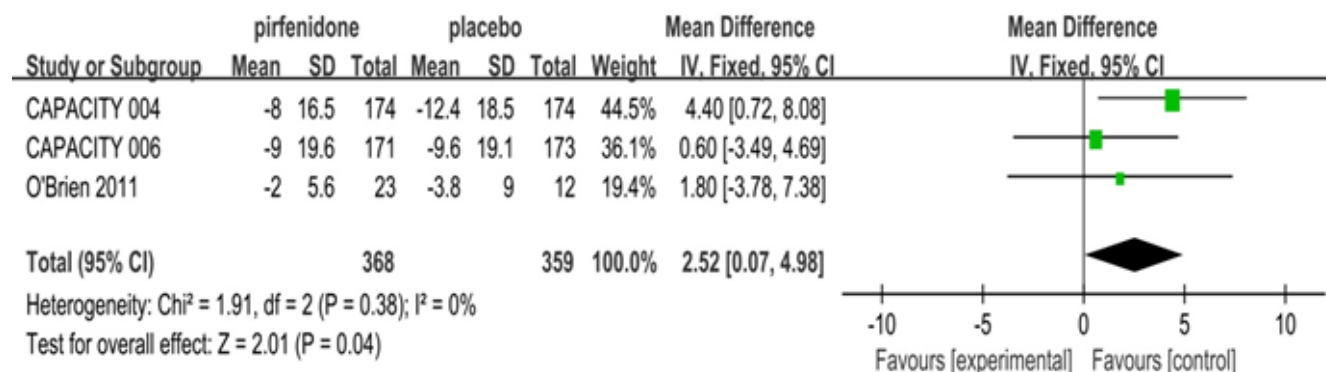 pirfenidone placebo Mean Difference Mean Difference
Study or Subgroup Mean SD Total Mean SD Total Weight IV, Fixed, 95% CI IV, Fixed, 95% CI
CAPACITY 004 -8 16.5 174 -12.4 18.5 174 44.5% 4.40 [0.72, 8.08]
CAPACITY 006 -9 19.6 171 -9.6 19.1 173 36.1% 0.60 [-3.49, 4.69]
O'Brien 2011 -2 5.6 23 -3.8 9 12 19.4% 1.80 [-3.78, 7.38]
Total (95% CI) 368 359 100.0% 2.52 [0.07, 4.98]
Heterogeneity: Chi² = 1.91, df = 2 (P = 0.38); I² = 0%
Test for overall effect: Z = 2.01 (P = 0.04)
-10 -5 0 5 10
Favours [experimental] Favours [control]